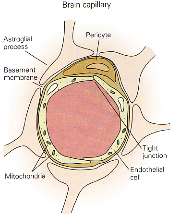 Brain capillary
Pericyte
Astroglial
process
Basement
membrane
Tight
junction
Endothelial
cell
Mitochondria